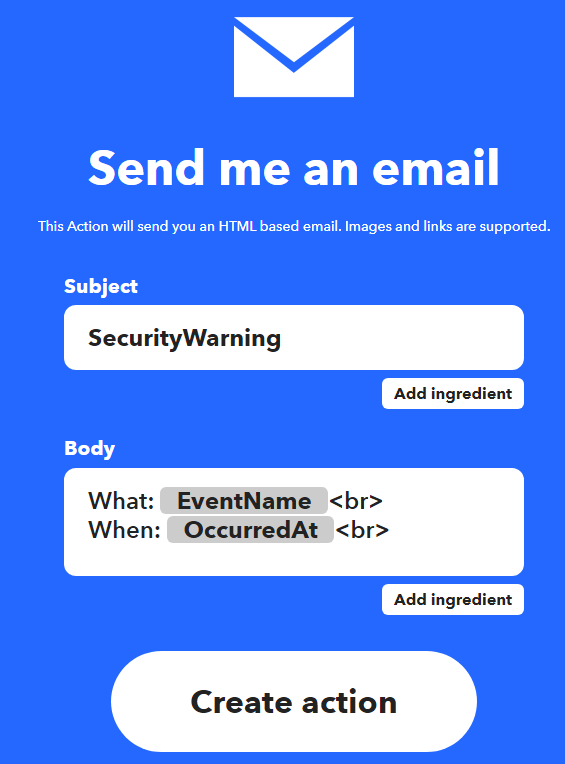 Send me an email
This Action will send you an HTML based email. Images and links are supported.
Subject
SecurityWarning
Add ingredient
Body
What: EventName <br>
When: OccurredAt <br>
Add ingredient
Create action